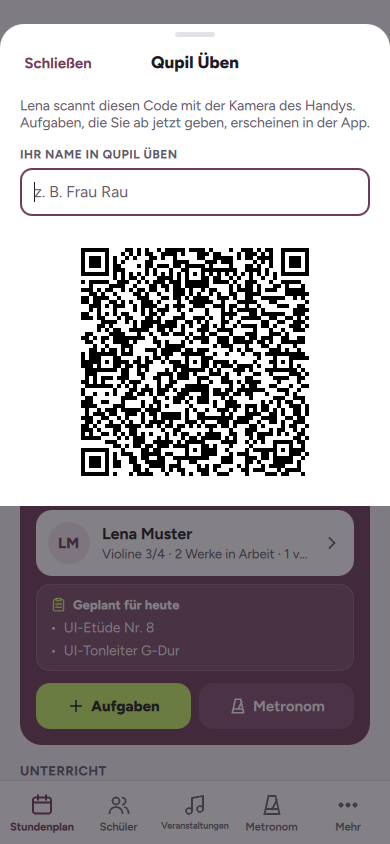 Schließen
Qupil Üben
Lena scannt diesen Code mit der Kamera des Handys.
Aufgaben, die Sie ab jetzt geben, erscheinen in der App.
IHR NAME IN QUPIL ÜBEN
z. B. Frau Rau
LM
Lena Muster
Violine 3/4 · 2 Werke in Arbeit · 1 v…
Geplant für heute
• UI-Etüde Nr. 8
• UI-Tonleiter G-Dur
Aufgaben
Metronom
UNTERRICHT
Stundenplan
Schüler
Veranstaltungen
Metronom
Mehr